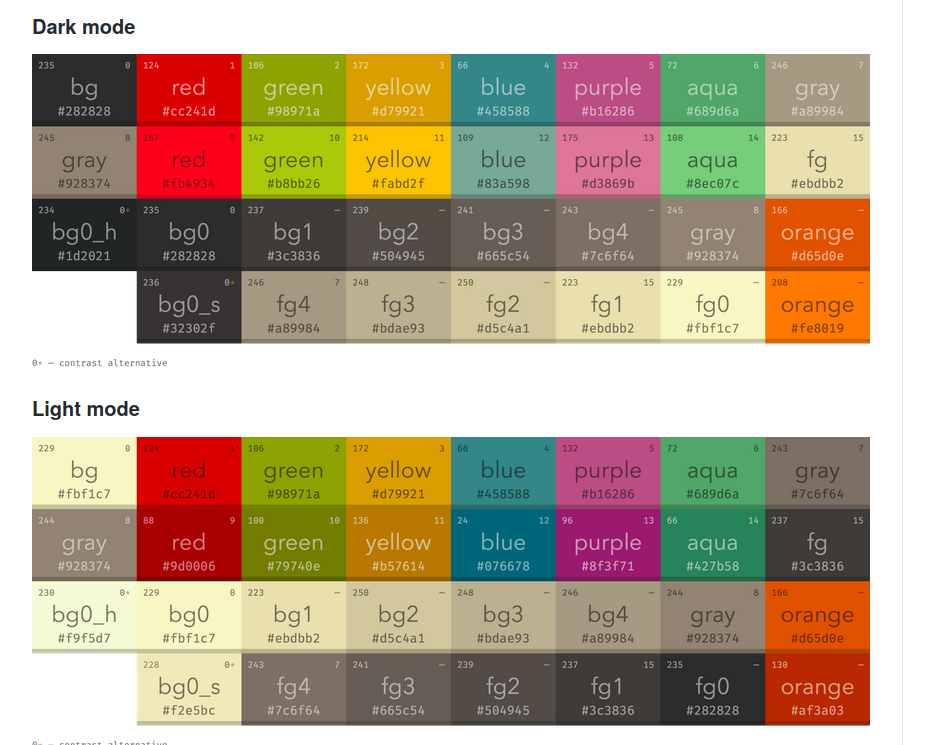 Dark mode
235 0 124 1 106 2 172 3 66 4 132 5 72 6 246 7
bg red green yellow blue purple aqua gray
#282828 #cc241d #98971a #d79921 #458588 #b16286 #689d6a #a89984
245 8 167 9 142 10 214 11 109 12 175 13 108 14 223 15
gray red green yellow blue purple aqua fg
#928374 #fb4934 #b8bb26 #fabd2f #83a598 #d3869b #8ec07c #ebdbb2
234 0* 235 0 237 — 239 — 241 — 243 — 245 8 166 —
bg0_h bg0 bg1 bg2 bg3 bg4 gray orange
#1d2021 #282828 #3c3836 #504945 #665c54 #7c6f64 #928374 #d65d0e
236 0* 246 7 248 — 250 — 223 15 229 — 208 —
bg0_s fg4 fg3 fg2 fg1 fg0 orange
#32302f #a89984 #bdae93 #d5c4a1 #ebdbb2 #fbf1c7 #fe8019
0* — contrast alternative
Light mode
229 0 124 1 106 2 172 3 66 4 132 5 72 6 243 7
bg red green yellow blue purple aqua gray
#fbf1c7 #cc241d #98971a #d79921 #458588 #b16286 #689d6a #7c6f64
244 8 88 9 100 10 136 11 24 12 96 13 66 14 237 15
gray red green yellow blue purple aqua fg
#928374 #9d0006 #79740e #b57614 #076678 #8f3f71 #427b58 #3c3836
230 0* 229 0 223 — 250 — 248 — 246 — 244 8 166 —
bg0_h bg0 bg1 bg2 bg3 bg4 gray orange
#f9f5d7 #fbf1c7 #ebdbb2 #d5c4a1 #bdae93 #a89984 #928374 #d65d0e
228 0* 243 7 241 — 239 — 237 15 235 — 130 —
bg0_s fg4 fg3 fg2 fg1 fg0 orange
#f2e5bc #7c6f64 #665c54 #504945 #3c3836 #282828 #af3a03
0* — contrast alternative